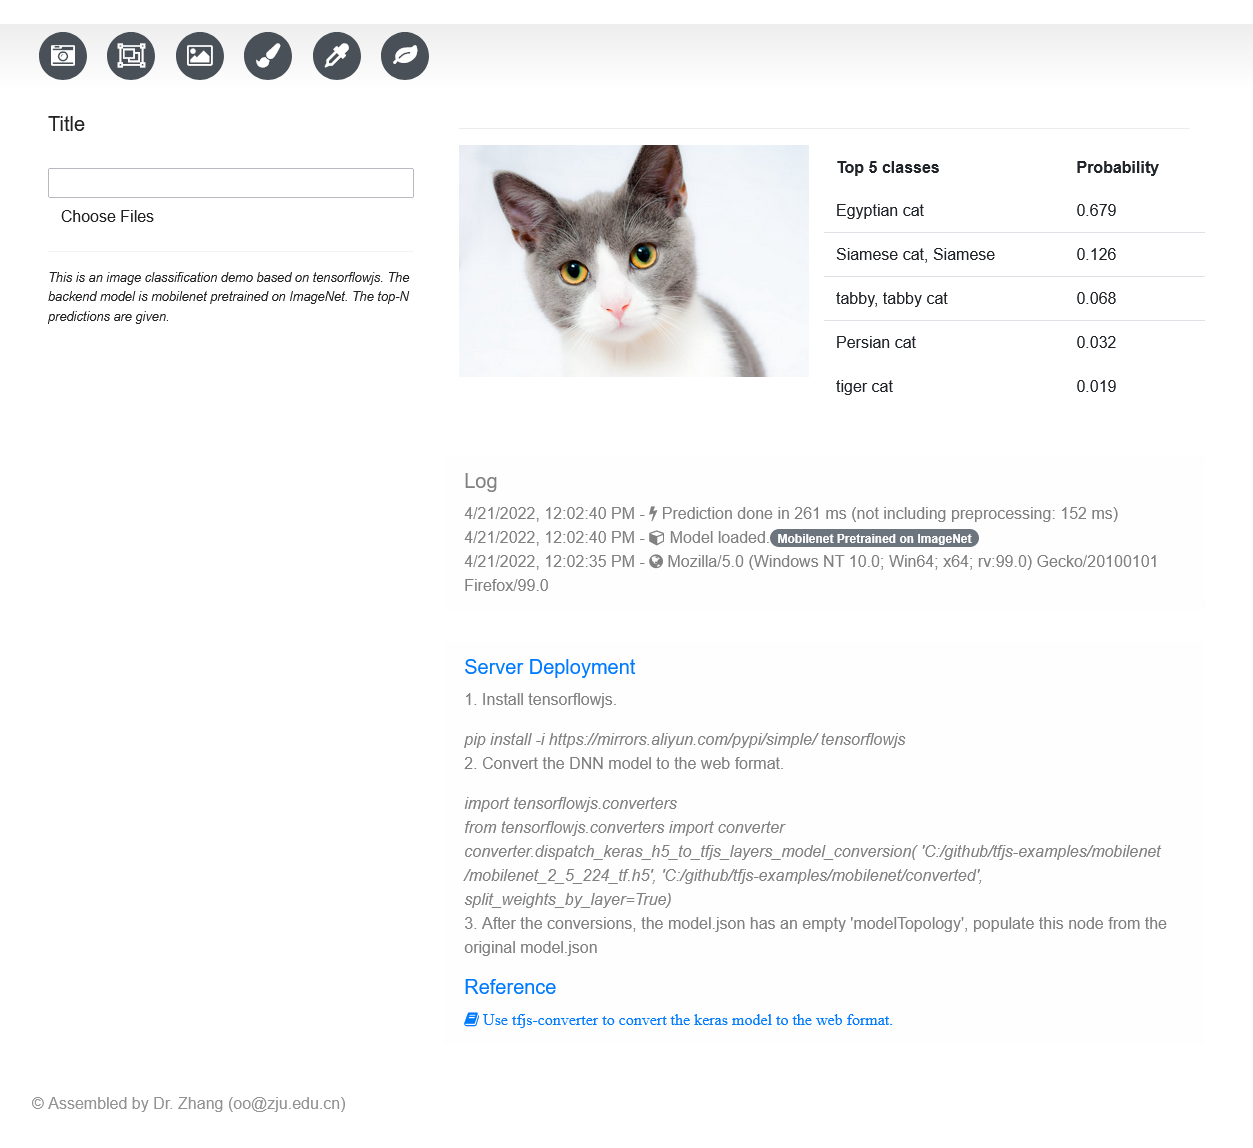 Title
Choose Files
This is an image classification demo based on tensorflowjs. The
backend model is mobilenet pretrained on ImageNet. The top-N
predictions are given.
Top 5 classes Probability
Egyptian cat 0.679
Siamese cat, Siamese 0.126
tabby, tabby cat 0.068
Persian cat 0.032
tiger cat 0.019
Log
4/21/2022, 12:02:40 PM - Prediction done in 261 ms (not including preprocessing: 152 ms)
4/21/2022, 12:02:40 PM - Model loaded. Mobilenet Pretrained on ImageNet
4/21/2022, 12:02:35 PM - Mozilla/5.0 (Windows NT 10.0; Win64; x64; rv:99.0) Gecko/20100101
Firefox/99.0
Server Deployment
1. Install tensorflowjs.
pip install -i https://mirrors.aliyun.com/pypi/simple/ tensorflowjs
2. Convert the DNN model to the web format.
import tensorflowjs.converters
from tensorflowjs.converters import converter
converter.dispatch_keras_h5_to_tfjs_layers_model_conversion( 'C:/github/tfjs-examples/mobilenet
/mobilenet_2_5_224_tf.h5', 'C:/github/tfjs-examples/mobilenet/converted',
split_weights_by_layer=True)
3. After the conversions, the model.json has an empty 'modelTopology', populate this node from the
original model.json
Reference
Use tfjs-converter to convert the keras model to the web format.
© Assembled by Dr. Zhang (oo@zju.edu.cn)